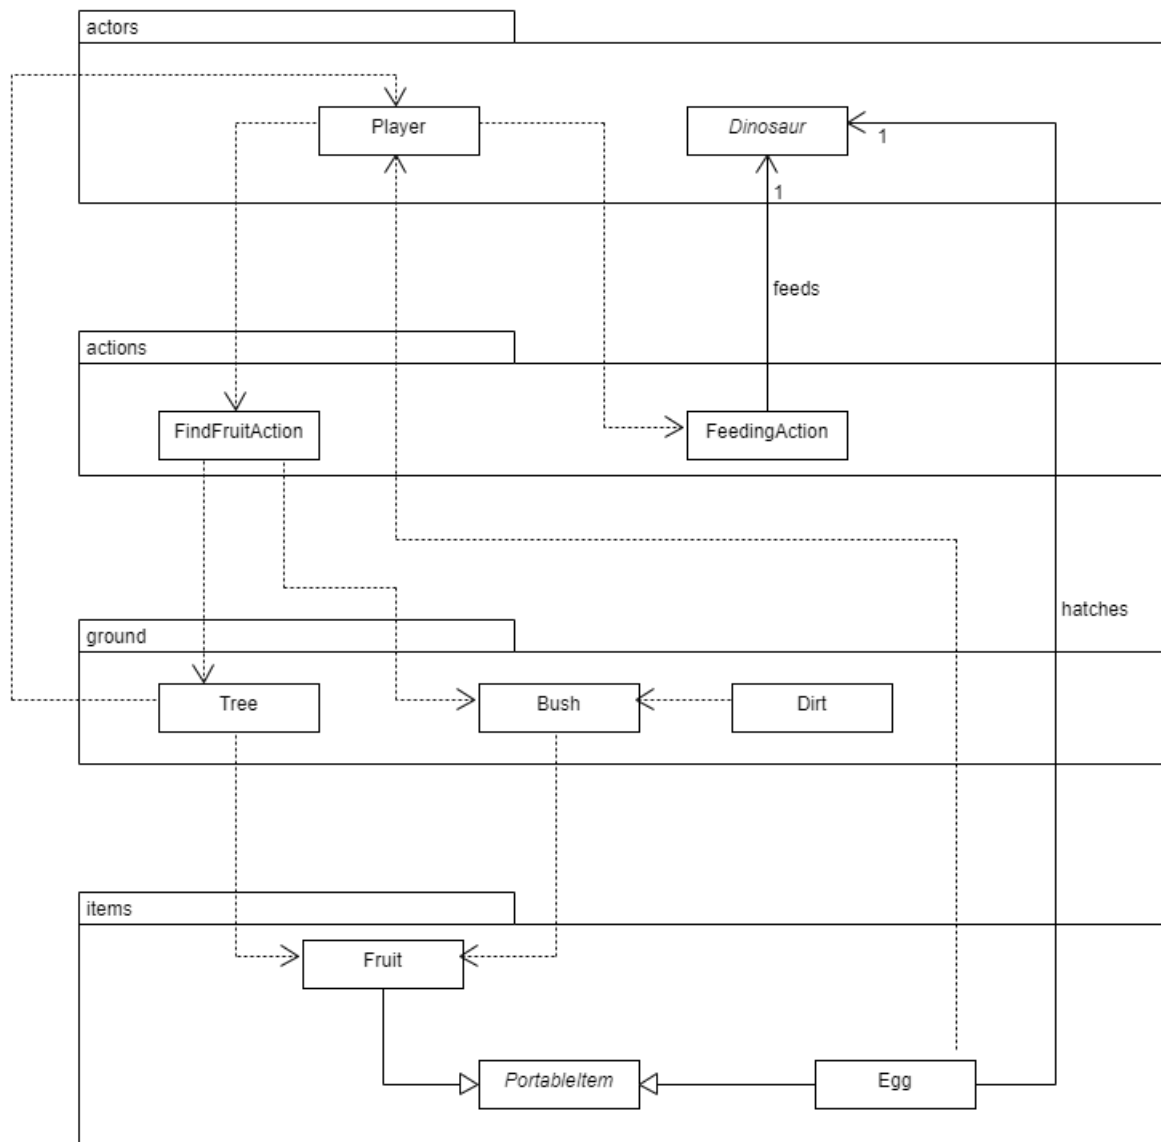 actors
Player
Dinosaur
1
1
feeds
actions
FindFruitAction
FeedingAction
hatches
ground
Tree
Bush
Dirt
items
Fruit
PortableItem
Egg